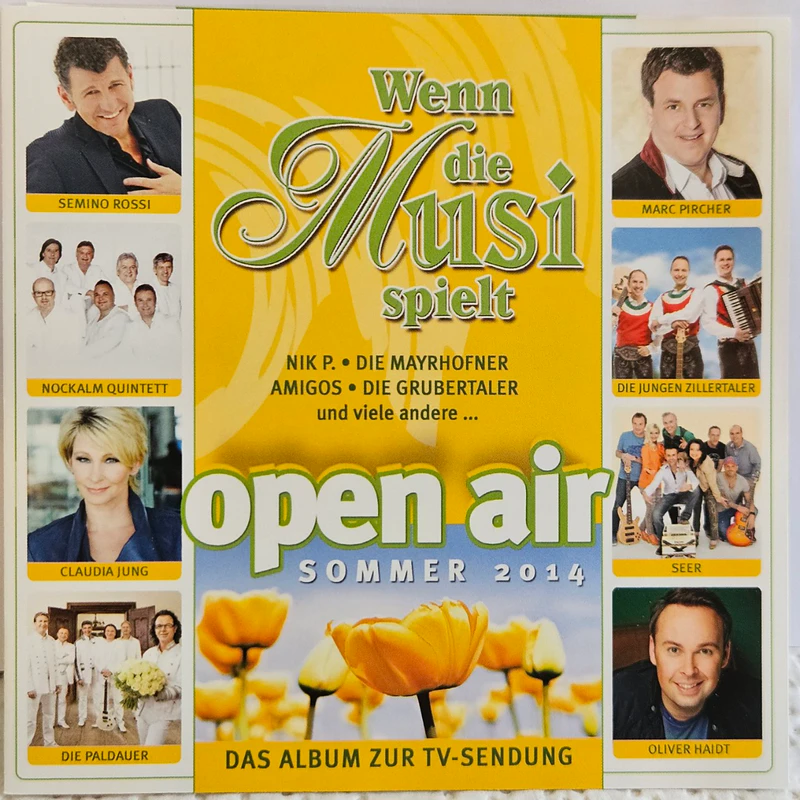 SEMINO ROSSI
NOCKALM QUINTETT
CLAUDIA JUNG
DIE PALDAUER
Wenn
die
Musi
spielt
NIK P. • DIE MAYRHOFNER
AMIGOS • DIE GRUBERTALER
und viele andere ...
open air
SOMMER 2014
DAS ALBUM ZUR TV-SENDUNG
MARC PIRCHER
DIE JUNGEN ZILLERTALER
SEER
OLIVER HAIDT